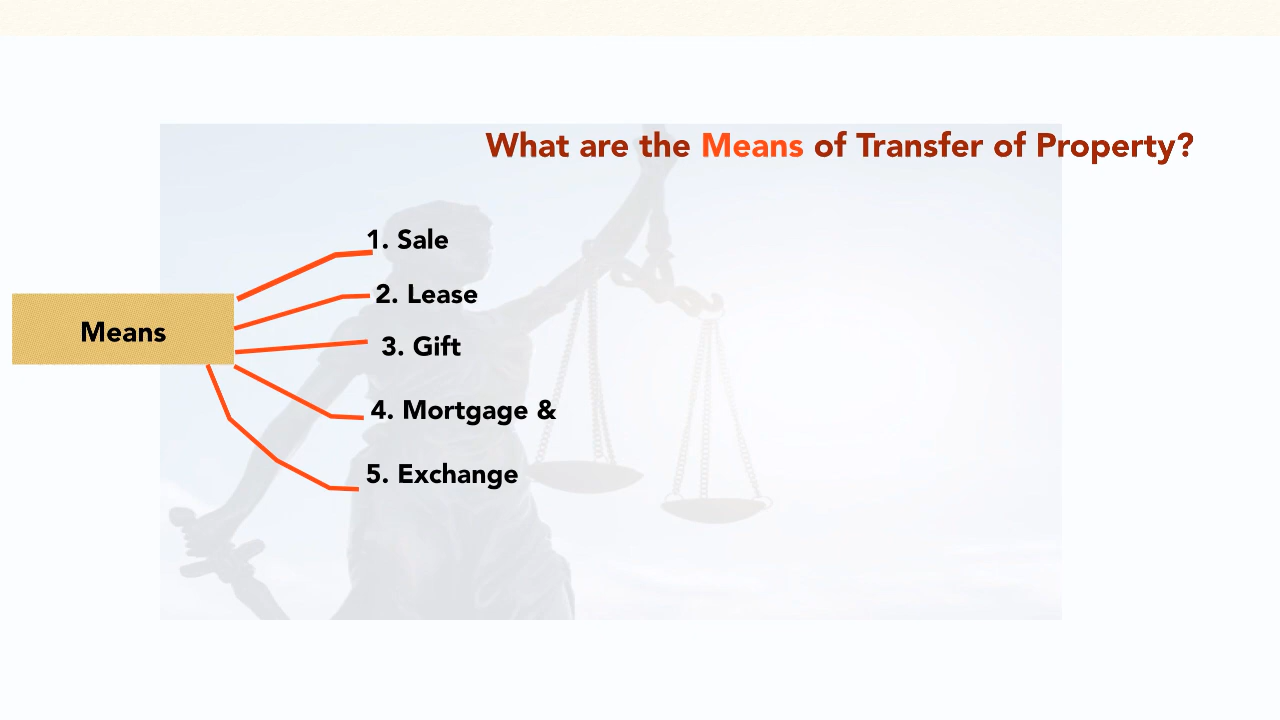 What are the Means of Transfer of Property?
Means
1. Sale
2. Lease
3. Gift
4. Mortgage &
5. Exchange